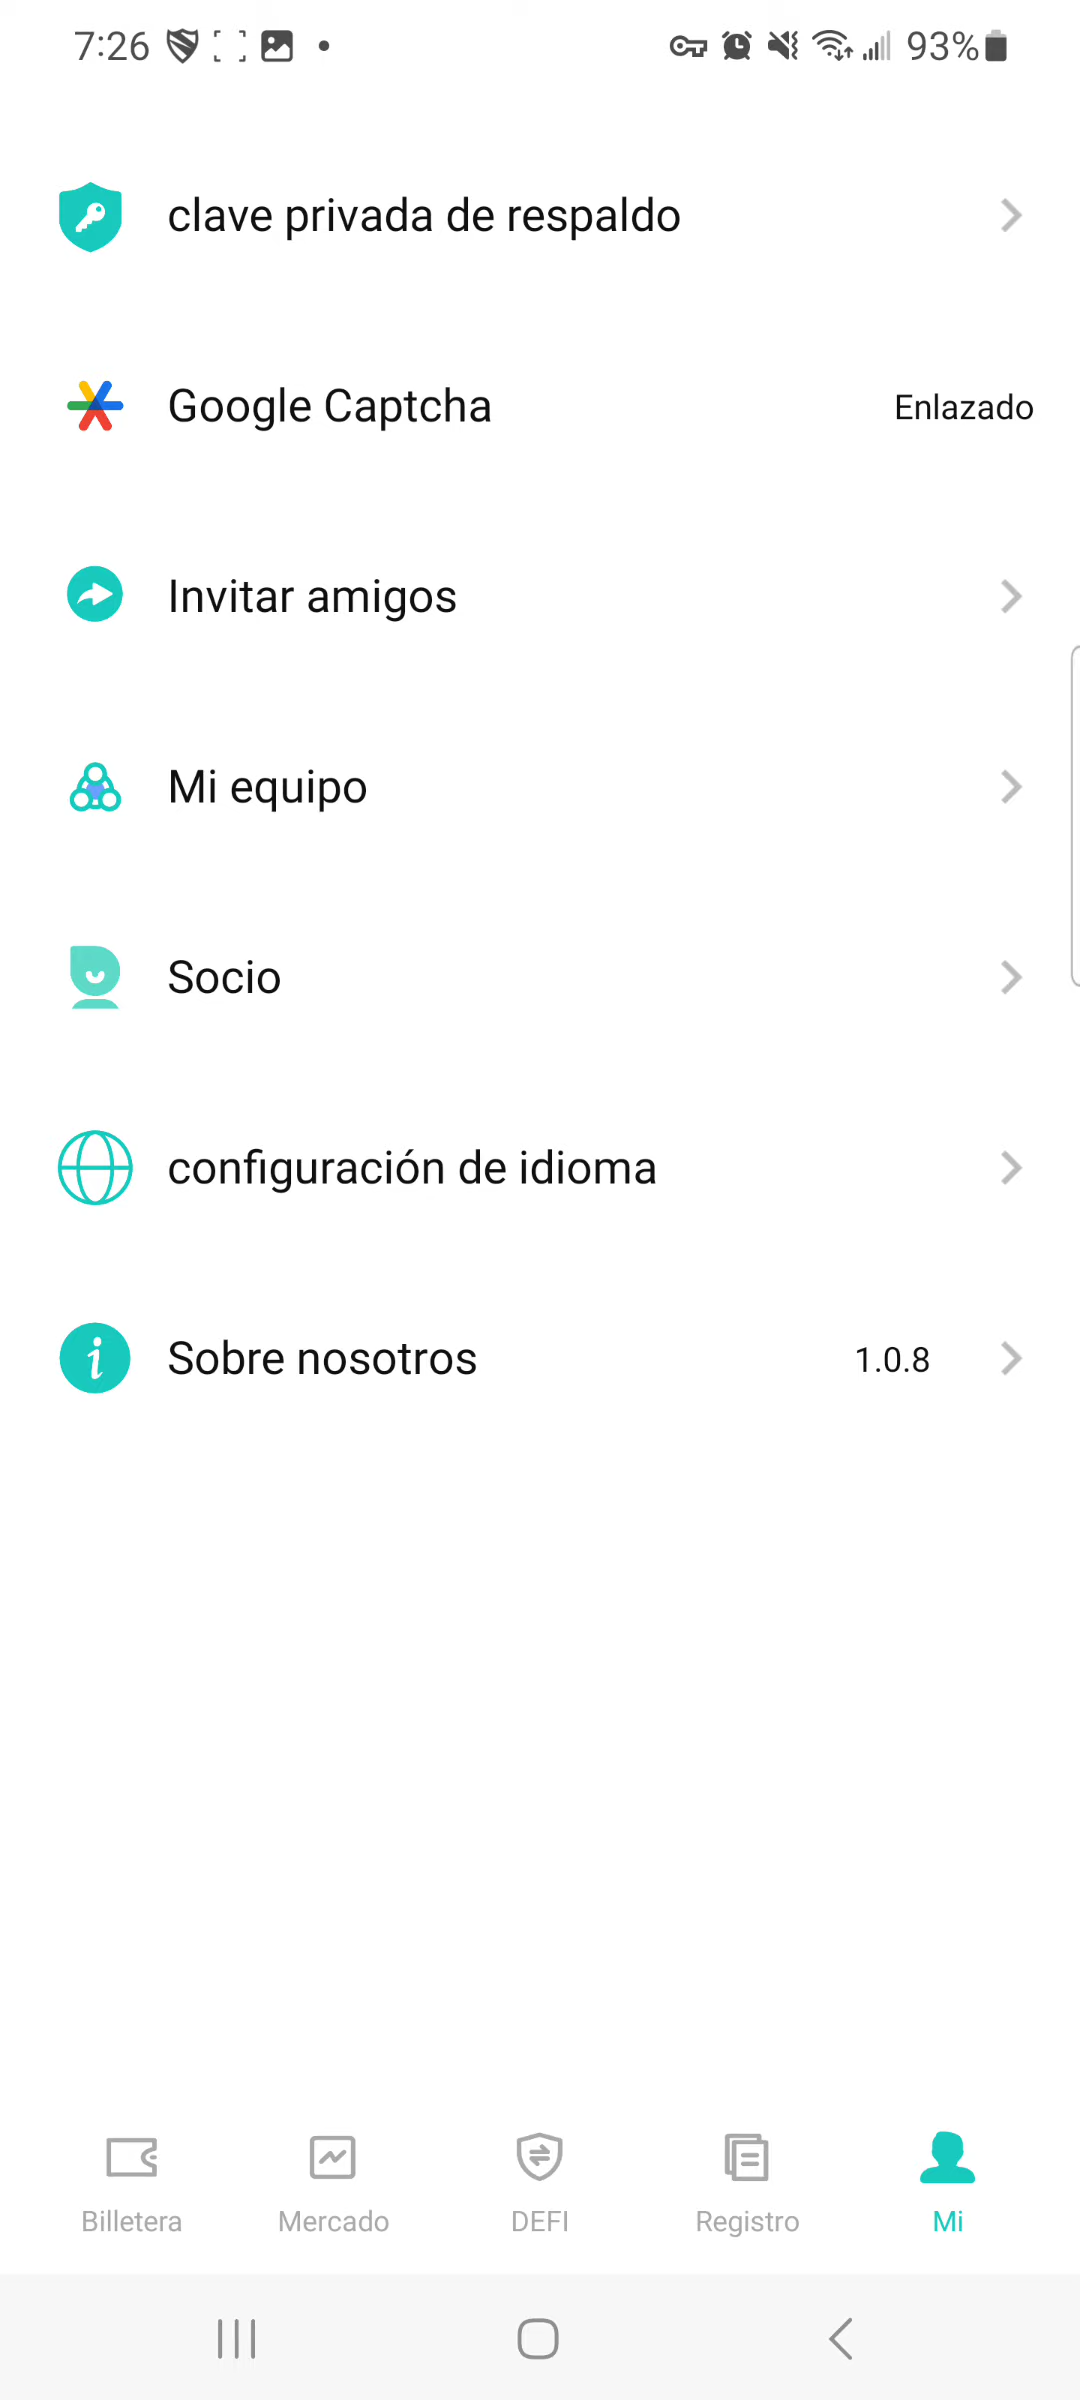 7:26
93%
clave privada de respaldo
Google Captcha
Enlazado
Invitar amigos
Mi equipo
Socio
configuración de idioma
Sobre nosotros
1.0.8
Billetera
Mercado
DEFI
Registro
Mi